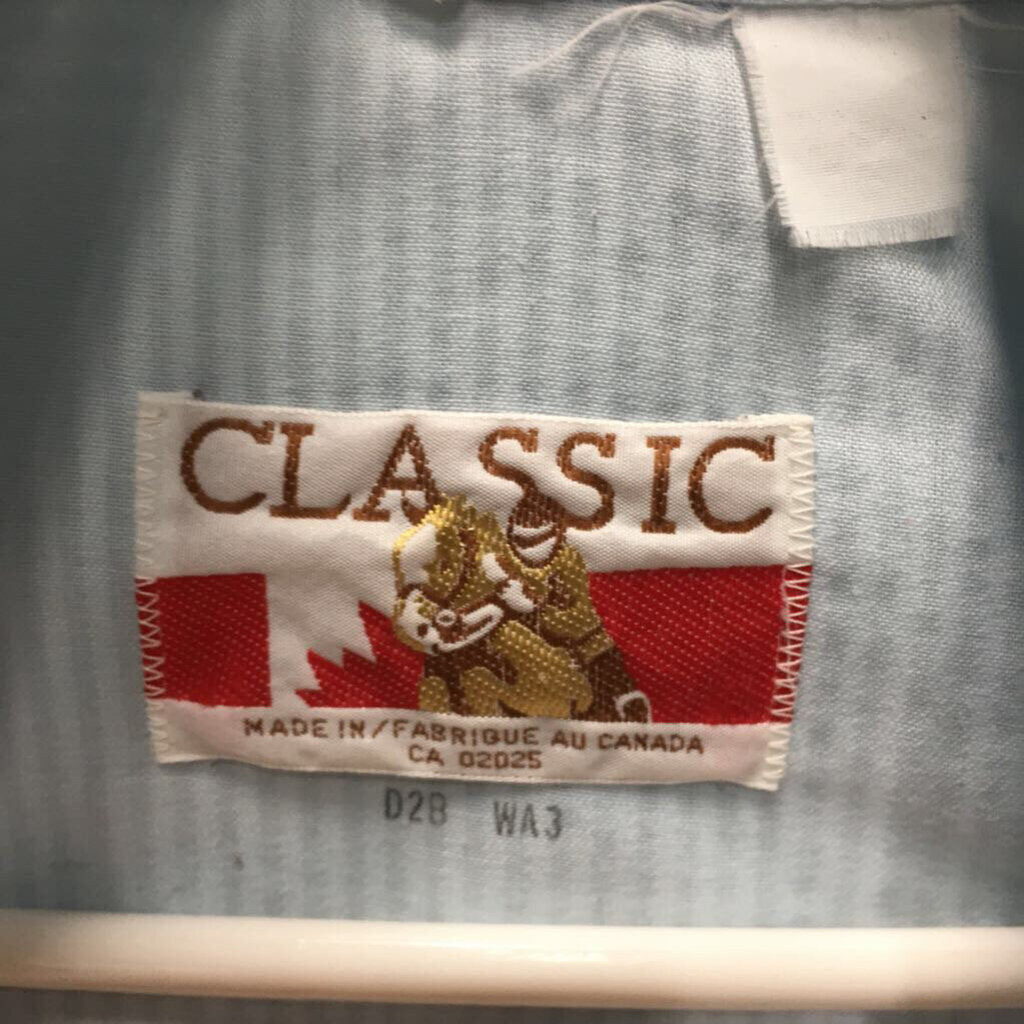 CLASSIC
MADE IN/FABRIQUE AU CANADA
CA 02025
D2B WA3